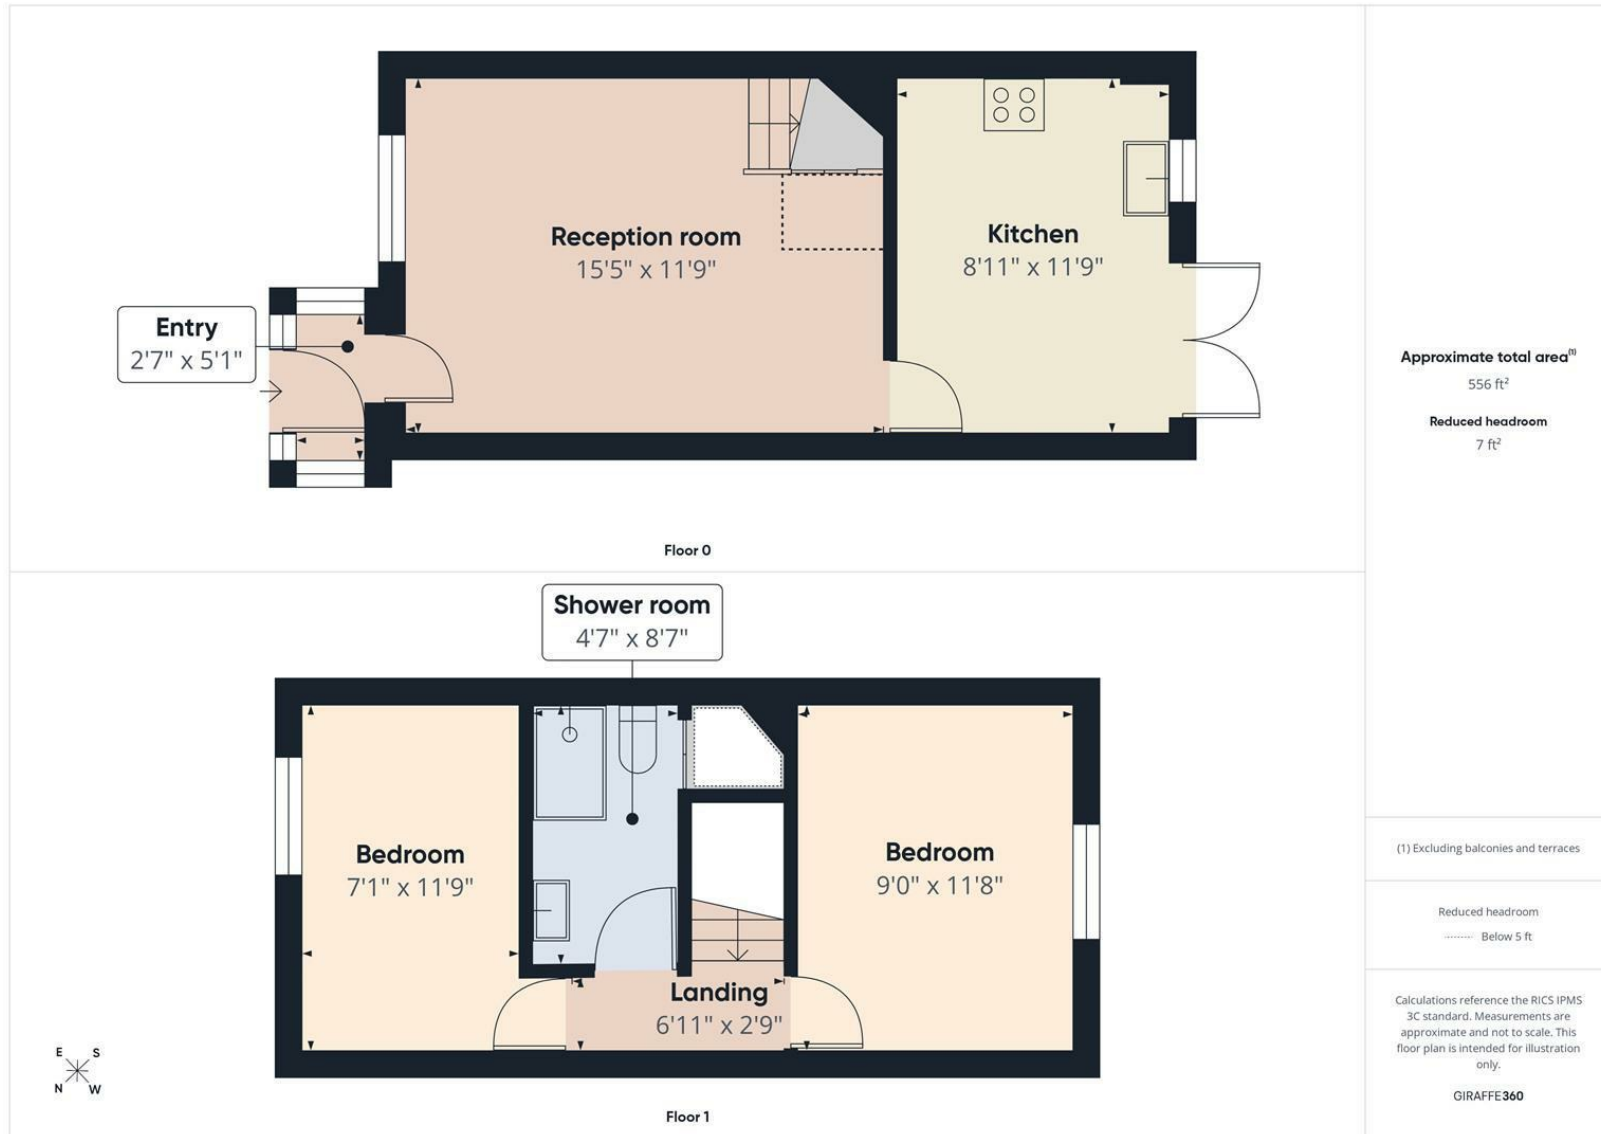 Reception room
15'5" x 11'9"
Kitchen
8'11" x 11'9"
Entry
2'7" x 5'1"
Floor 0
Shower room
4'7" x 8'7"
Bedroom
7'1" x 11'9"
Bedroom
9'0" x 11'8"
Landing
6'11" x 2'9"
E S
N W
Floor 1
Approximate total area(1)
556 ft²
Reduced headroom
7 ft²
(1) Excluding balconies and terraces
Reduced headroom
Below 5 ft
Calculations reference the RICS IPMS
3C standard. Measurements are
approximate and not to scale. This
floor plan is intended for illustration
only.
GIRAFFE360